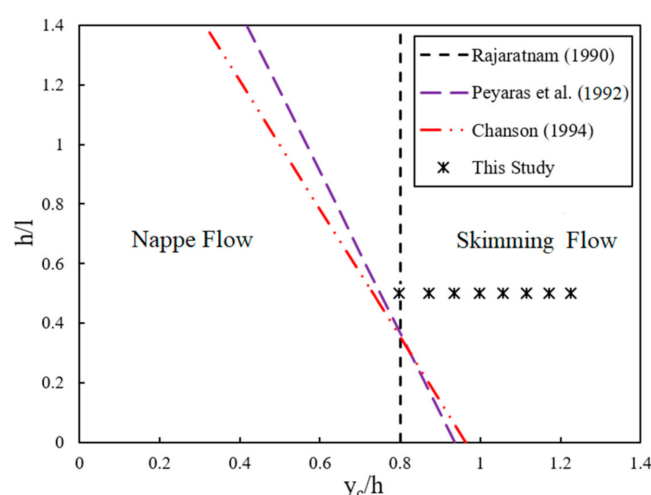 1.4
1.2
1
0.8
0.6
0.4
0.2
0
h/l
Rajaratnam (1990)
Peyaras et al. (1992)
Chanson (1994)
This Study
Nappe Flow
Skimming Flow
0
0.2
0.4
0.6
0.8
1
1.2
1.4
y_c/h